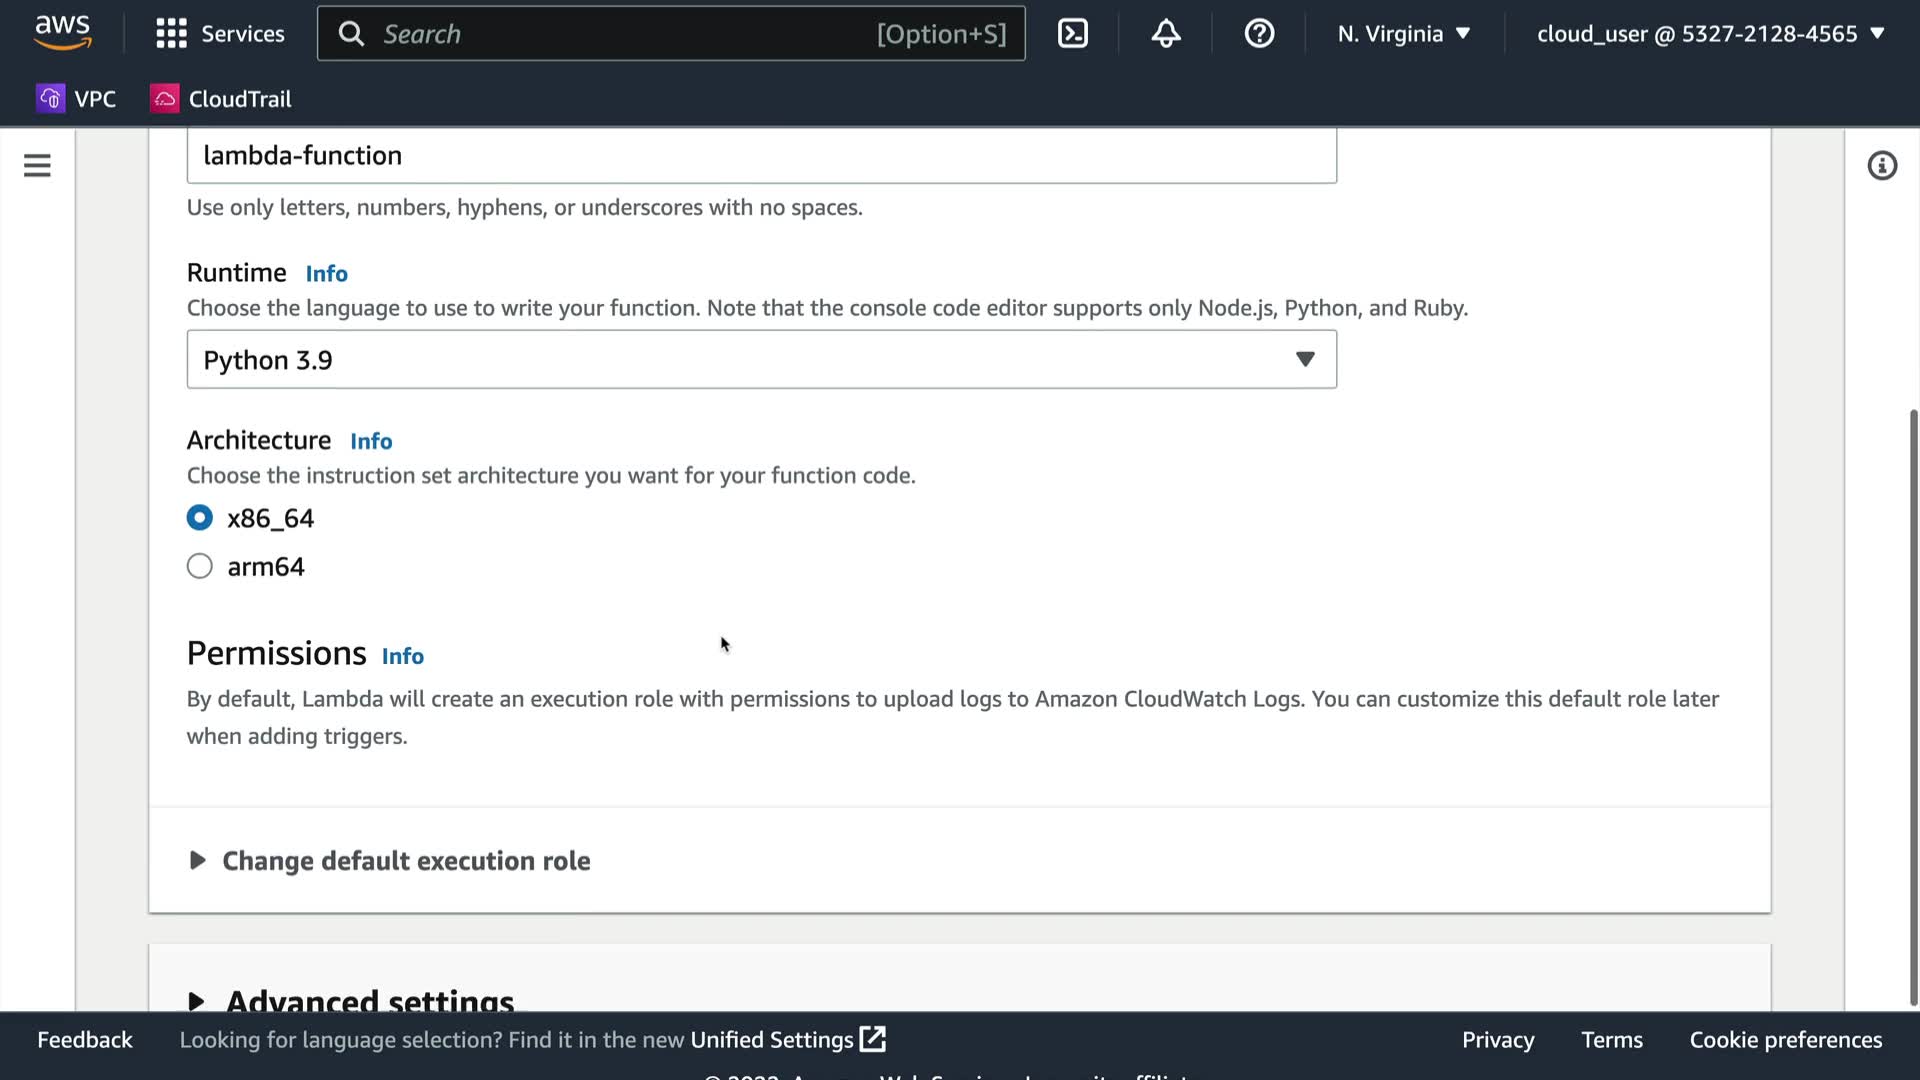 aws
Services
Search
[Option+S]
N. Virginia
cloud_user @ 5327-2128-4565
VPC
CloudTrail
lambda-function
Use only letters, numbers, hyphens, or underscores with no spaces.
Runtime Info
Choose the language to use to write your function. Note that the console code editor supports only Node.js, Python, and Ruby.
Python 3.9
Architecture Info
Choose the instruction set architecture you want for your function code.
x86_64
arm64
Permissions Info
By default, Lambda will create an execution role with permissions to upload logs to Amazon CloudWatch Logs. You can customize this default role later
when adding triggers.
Change default execution role
Advanced settings
Feedback
Looking for language selection? Find it in the new Unified Settings
Privacy
Terms
Cookie preferences